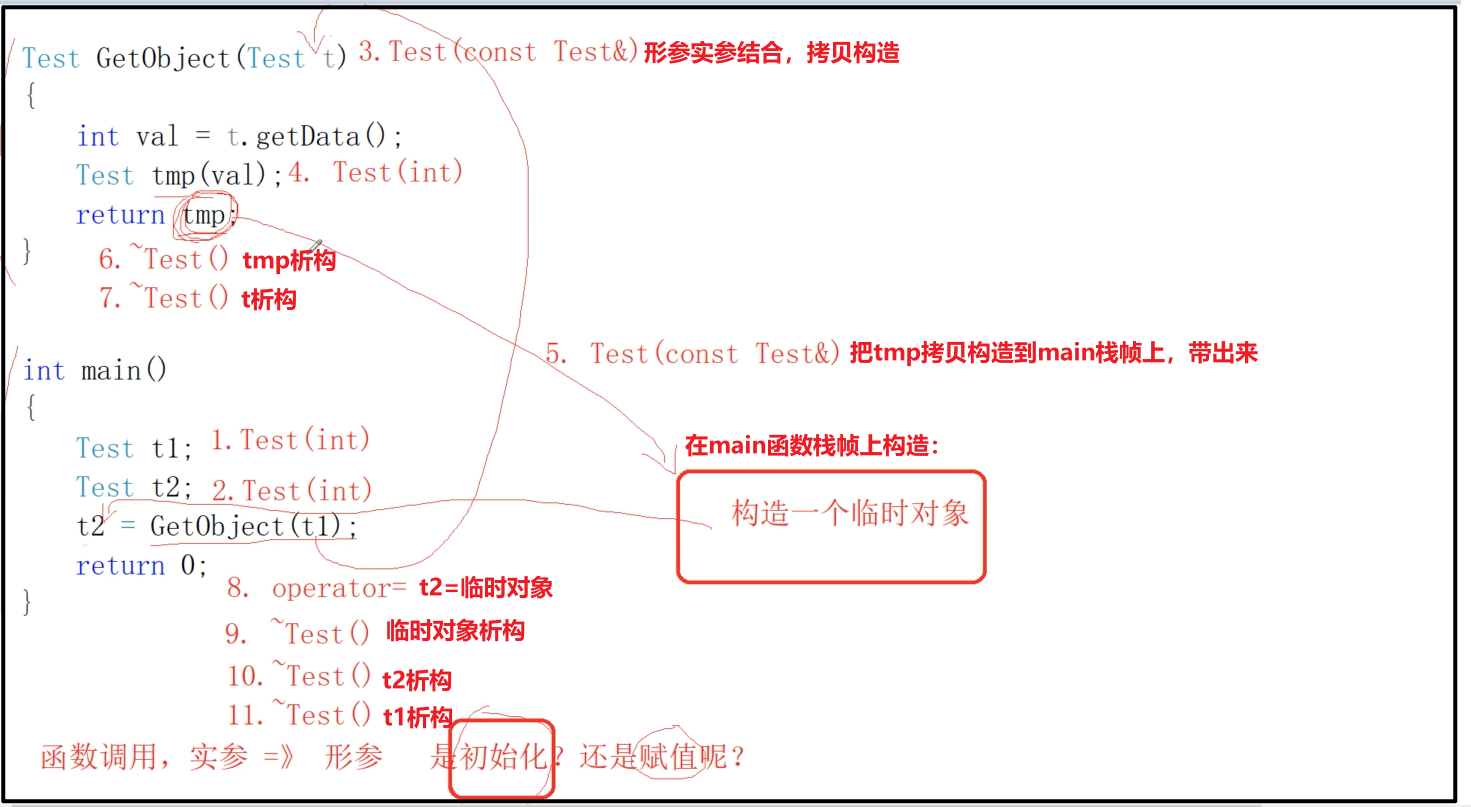 Test GetObject(Test t) 3.Test(const Test&)形参实参结合，拷贝构造
{
int val = t.getData();
Test tmp(val);4. Test(int)
return tmp;
}
6.~Test() tmp析构
7.~Test() t析构
5. Test(const Test&) 把tmp拷贝构造到main栈帧上，带出来
int main()
{
Test t1; 1.Test(int)
在main函数栈帧上构造：
Test t2; 2.Test(int)
构造一个临时对象
t2 = GetObject(t1);
return 0;
}
8. operator= t2=临时对象
9. ~Test() 临时对象析构
10.~Test() t2析构
11.~Test() t1析构
函数调用，实参 =》 形参 是初始化？还是赋值呢？